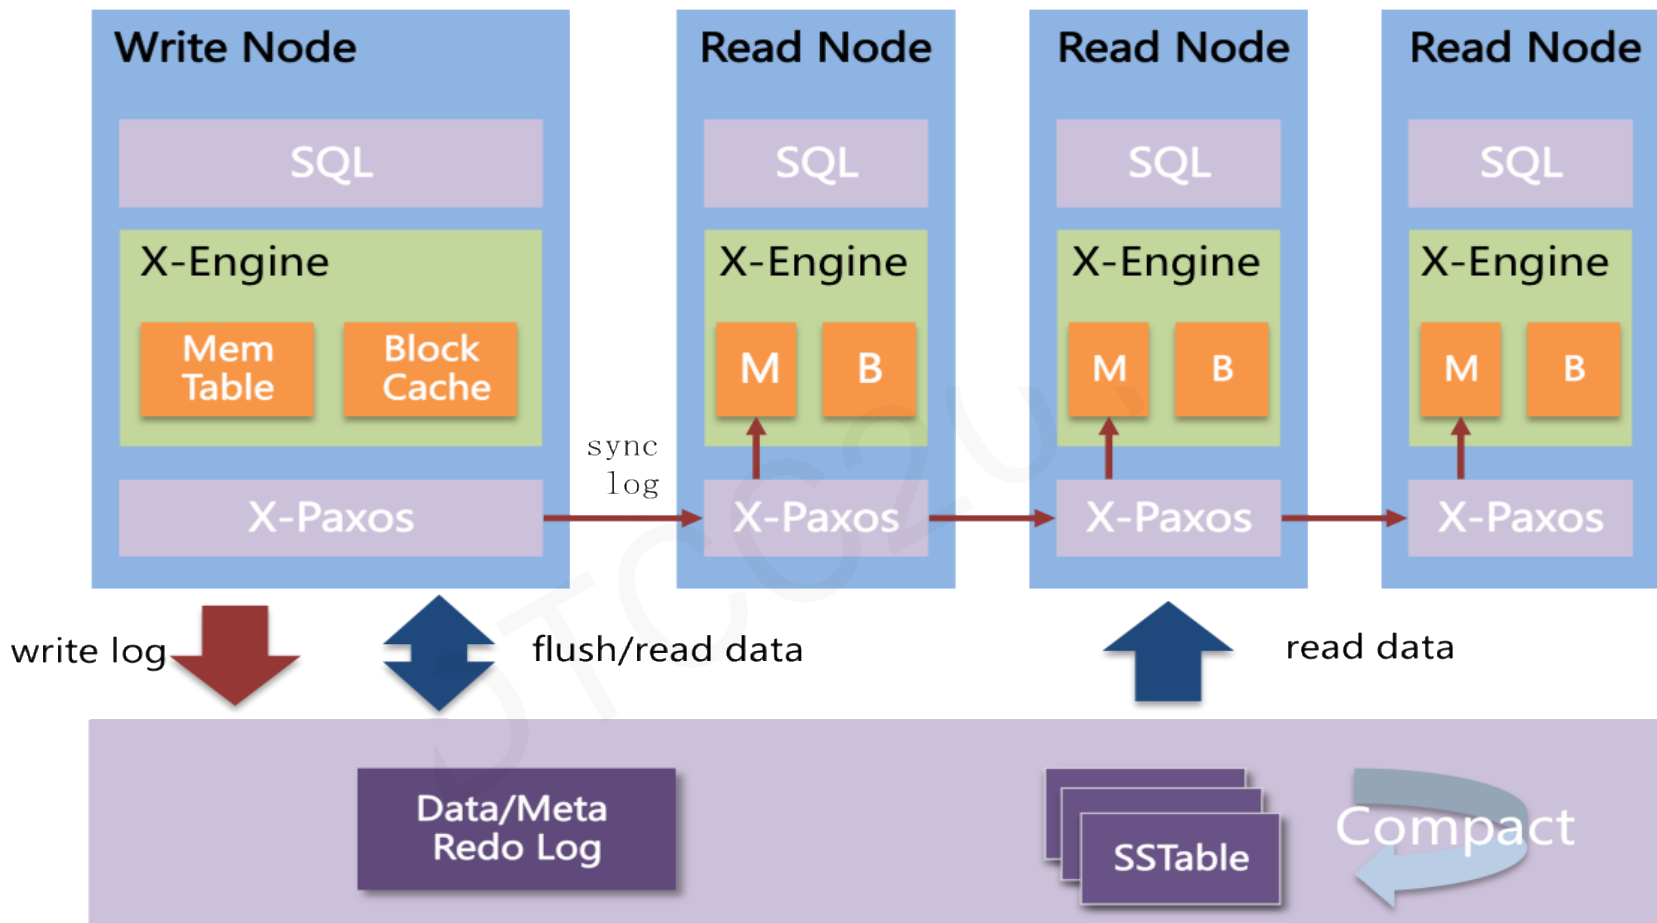 Write Node
Read Node
Read Node
Read Node
SQL
SQL
SQL
SQL
X-Engine
X-Engine
X-Engine
X-Engine
Mem
Table
Block
Cache
M
B
M
B
M
B
sync
log
X-Paxos
X-Paxos
X-Paxos
X-Paxos
write log
flush/read data
read data
Data/Meta
Redo Log
SSTable
Compact